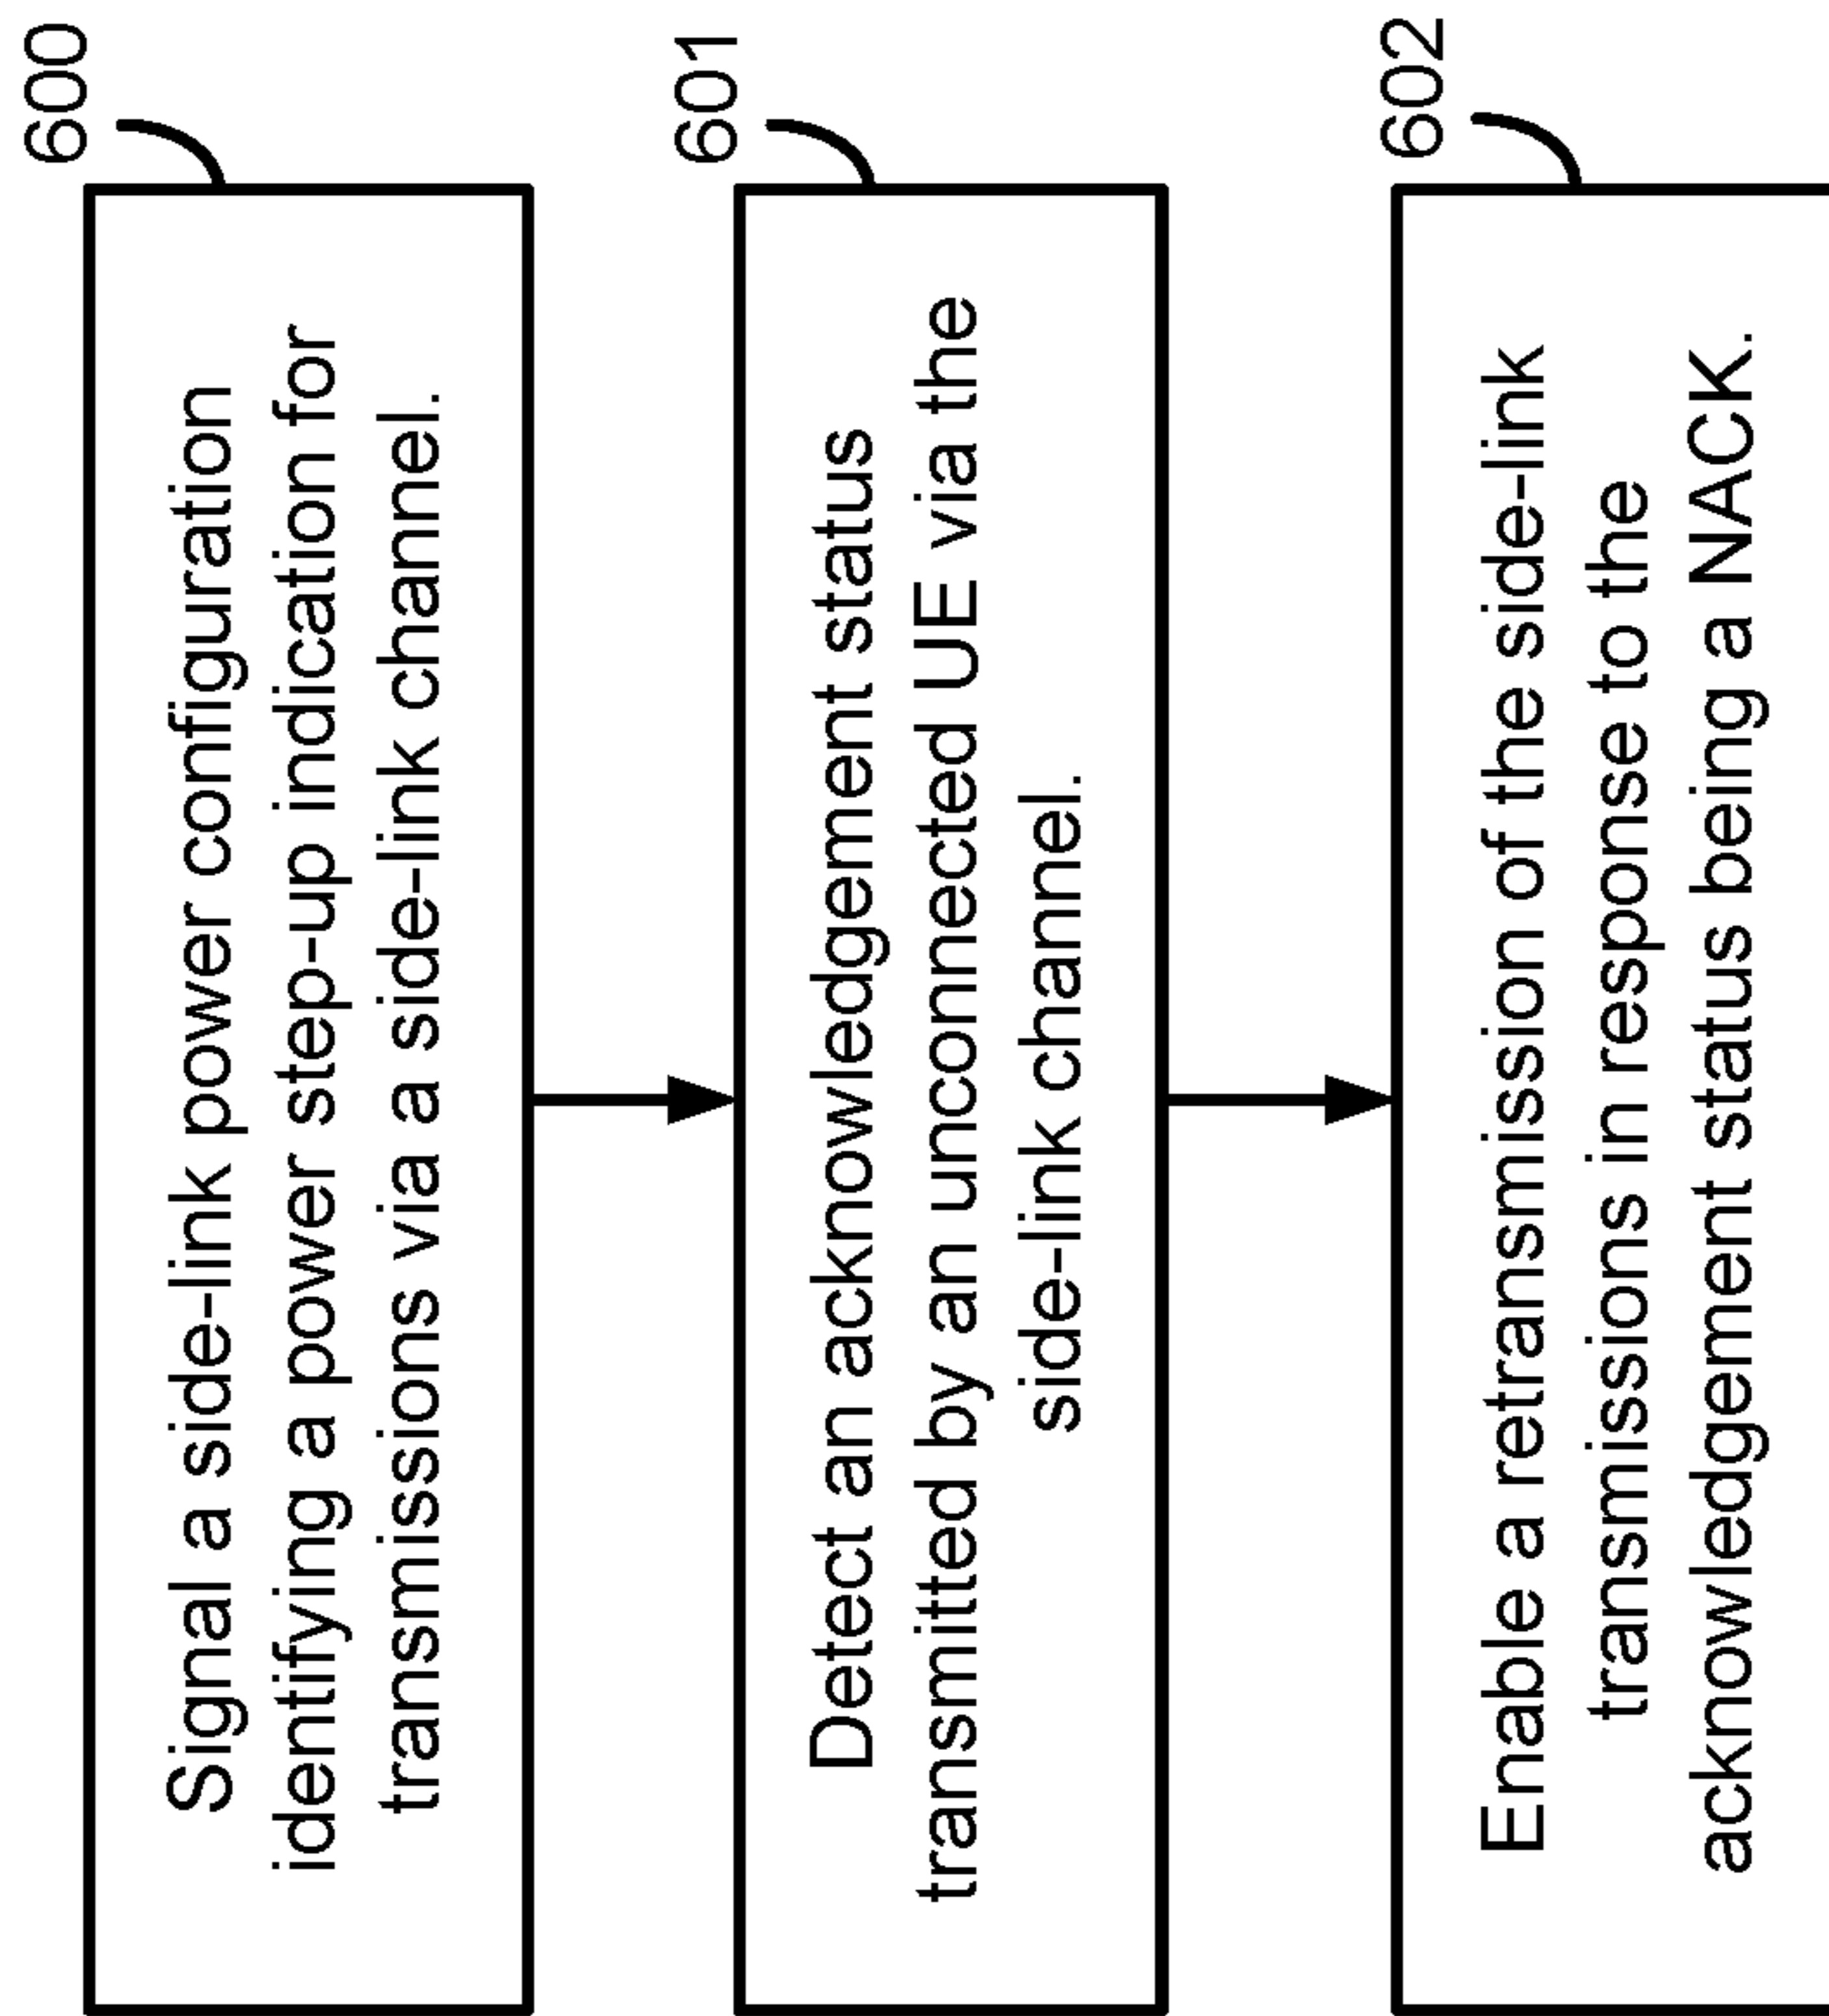 600
Signal a side-link power configuration
identifying a power step-up indication for
transmissions via a side-link channel.
601
Detect an acknowledgement status
transmitted by an unconnected UE via the
side-link channel.
602
Enable a retransmission of the side-link
transmissions in response to the
acknowledgement status being a NACK.